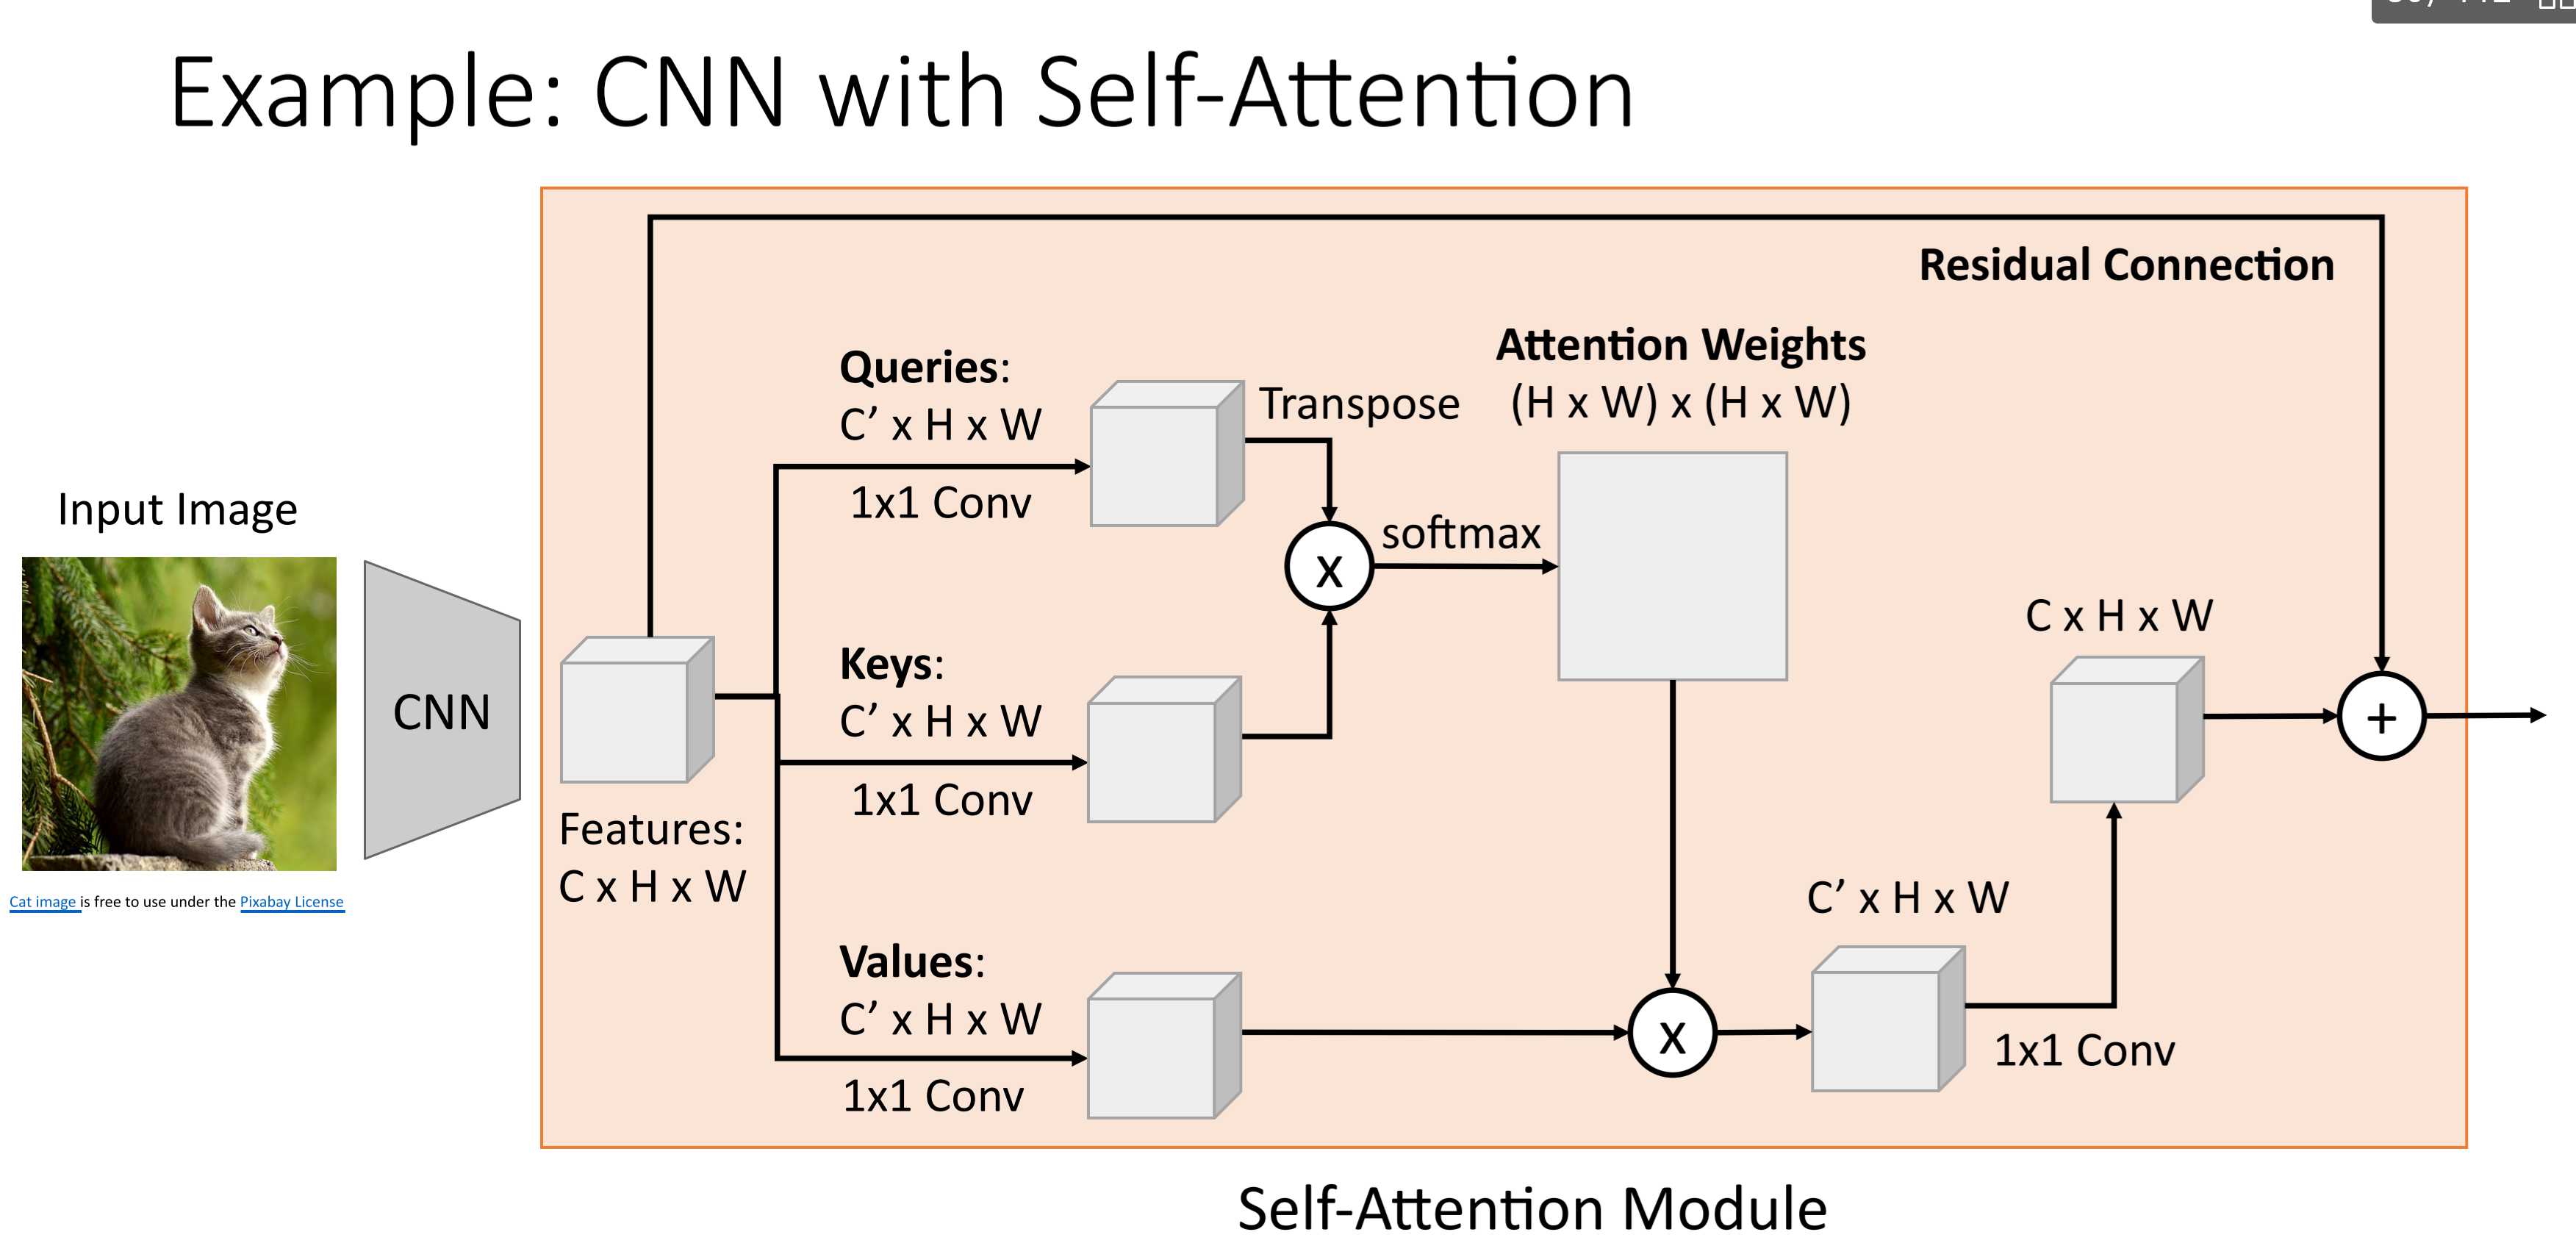 Example: CNN with Self-Attention
Residual Connection
Attention Weights
(H x W) x (H x W)
Queries:
C’ x H x W
1x1 Conv
Transpose
softmax
x
Input Image
CNN
Features:
C x H x W
Keys:
C’ x H x W
1x1 Conv
C x H x W
+
Cat image is free to use under the Pixabay License
Values:
C’ x H x W
1x1 Conv
x
C’ x H x W
1x1 Conv
Self-Attention Module